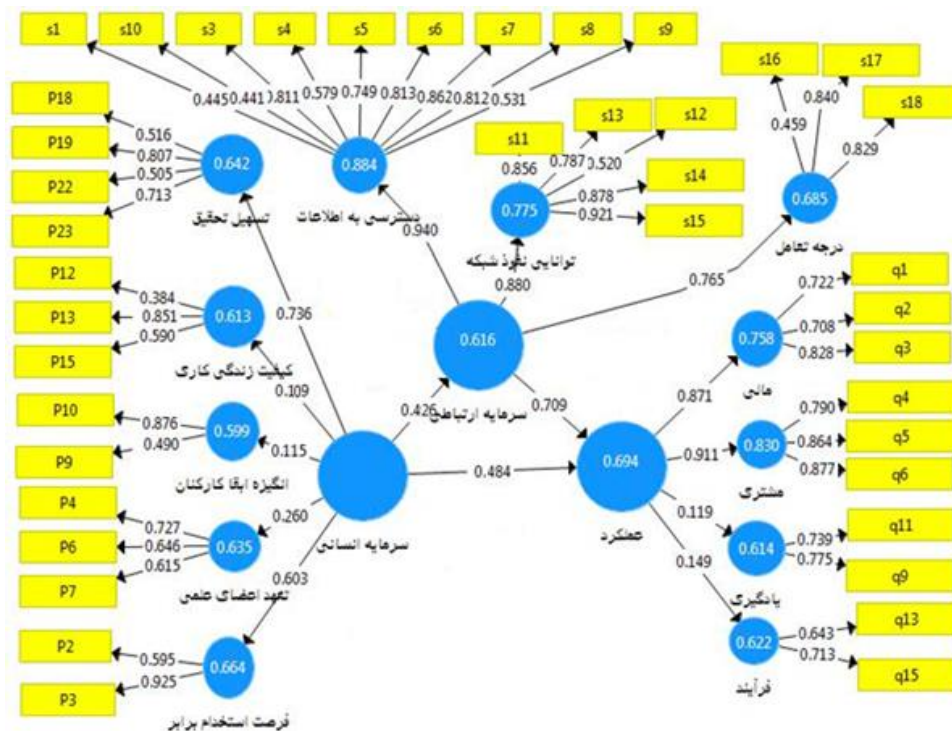 s1 s10 s3 s4 s5 s6 s7 s8 s9
s16 s17
s18
0.445 0.441 0.811 0.579 0.749 0.813 0.862 0.812 0.531
0.459 0.840 0.829
P18
P19
P22
P23
0.516
0.807
0.505
0.713
0.642
تسهیل تحقیق
0.884
دسترسی به اطلاعات
s11 s13 s12
s14
s15
0.856 0.787 0.520
0.878
0.921
0.775
توانایی نفوذ شبکه
0.685
درجه تعامل
0.940
0.880
0.765
0.736
P12
P13
P15
0.384
0.851
0.590
0.613
کیفیت زندگی کاری
0.109
0.616
سرمایه ارتباطی
0.426
0.709
q1
q2
q3
0.722
0.708
0.828
0.758
مالی
0.871
P10
P9
0.876
0.490
0.599
انگیزه ابقا کارکنان
0.115
سرمایه انسانی
0.484
0.694
عملکرد
0.911
q4
q5
q6
0.790
0.864
0.877
0.830
مشتری
P4
P6
P7
0.727
0.646
0.615
0.635
تعهد اعضای علمی
0.260
0.603
0.119
0.149
q11
q9
0.739
0.775
0.614
یادگیری
P2
P3
0.595
0.925
0.664
فرصت استخدام برابر
q13
q15
0.643
0.713
0.622
فرآیند